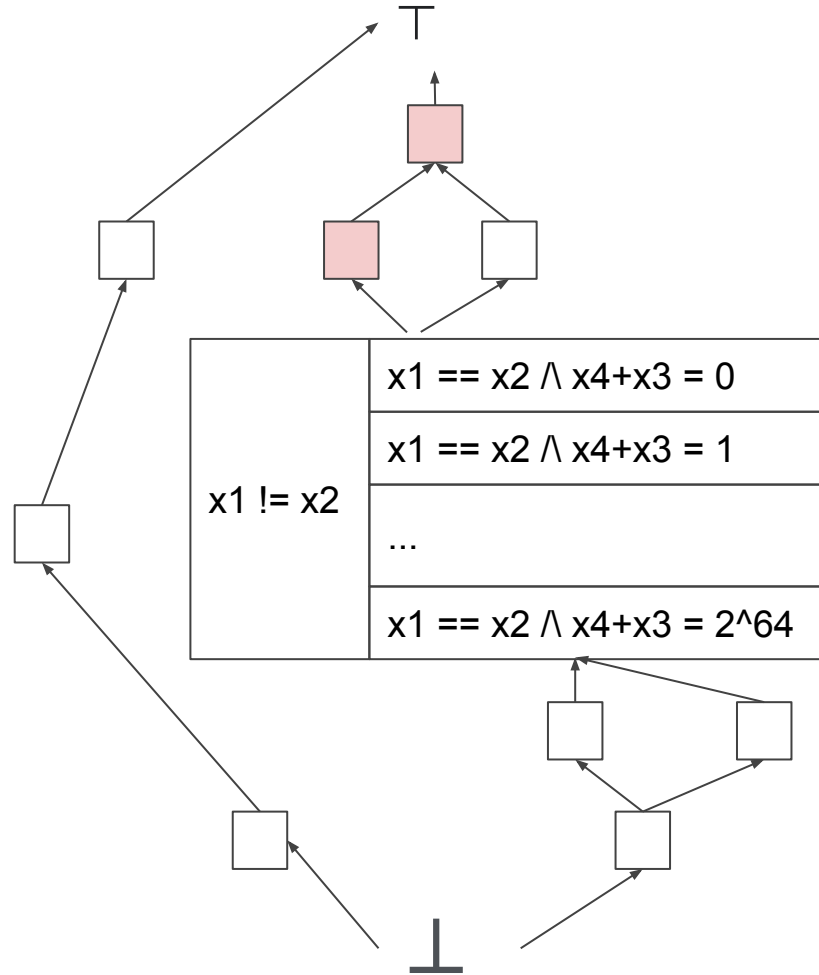 ⊤
x1 == x2 /\ x4+x3 = 0
x1 == x2 /\ x4+x3 = 1
x1 != x2
...
x1 == x2 /\ x4+x3 = 2^64
⊥